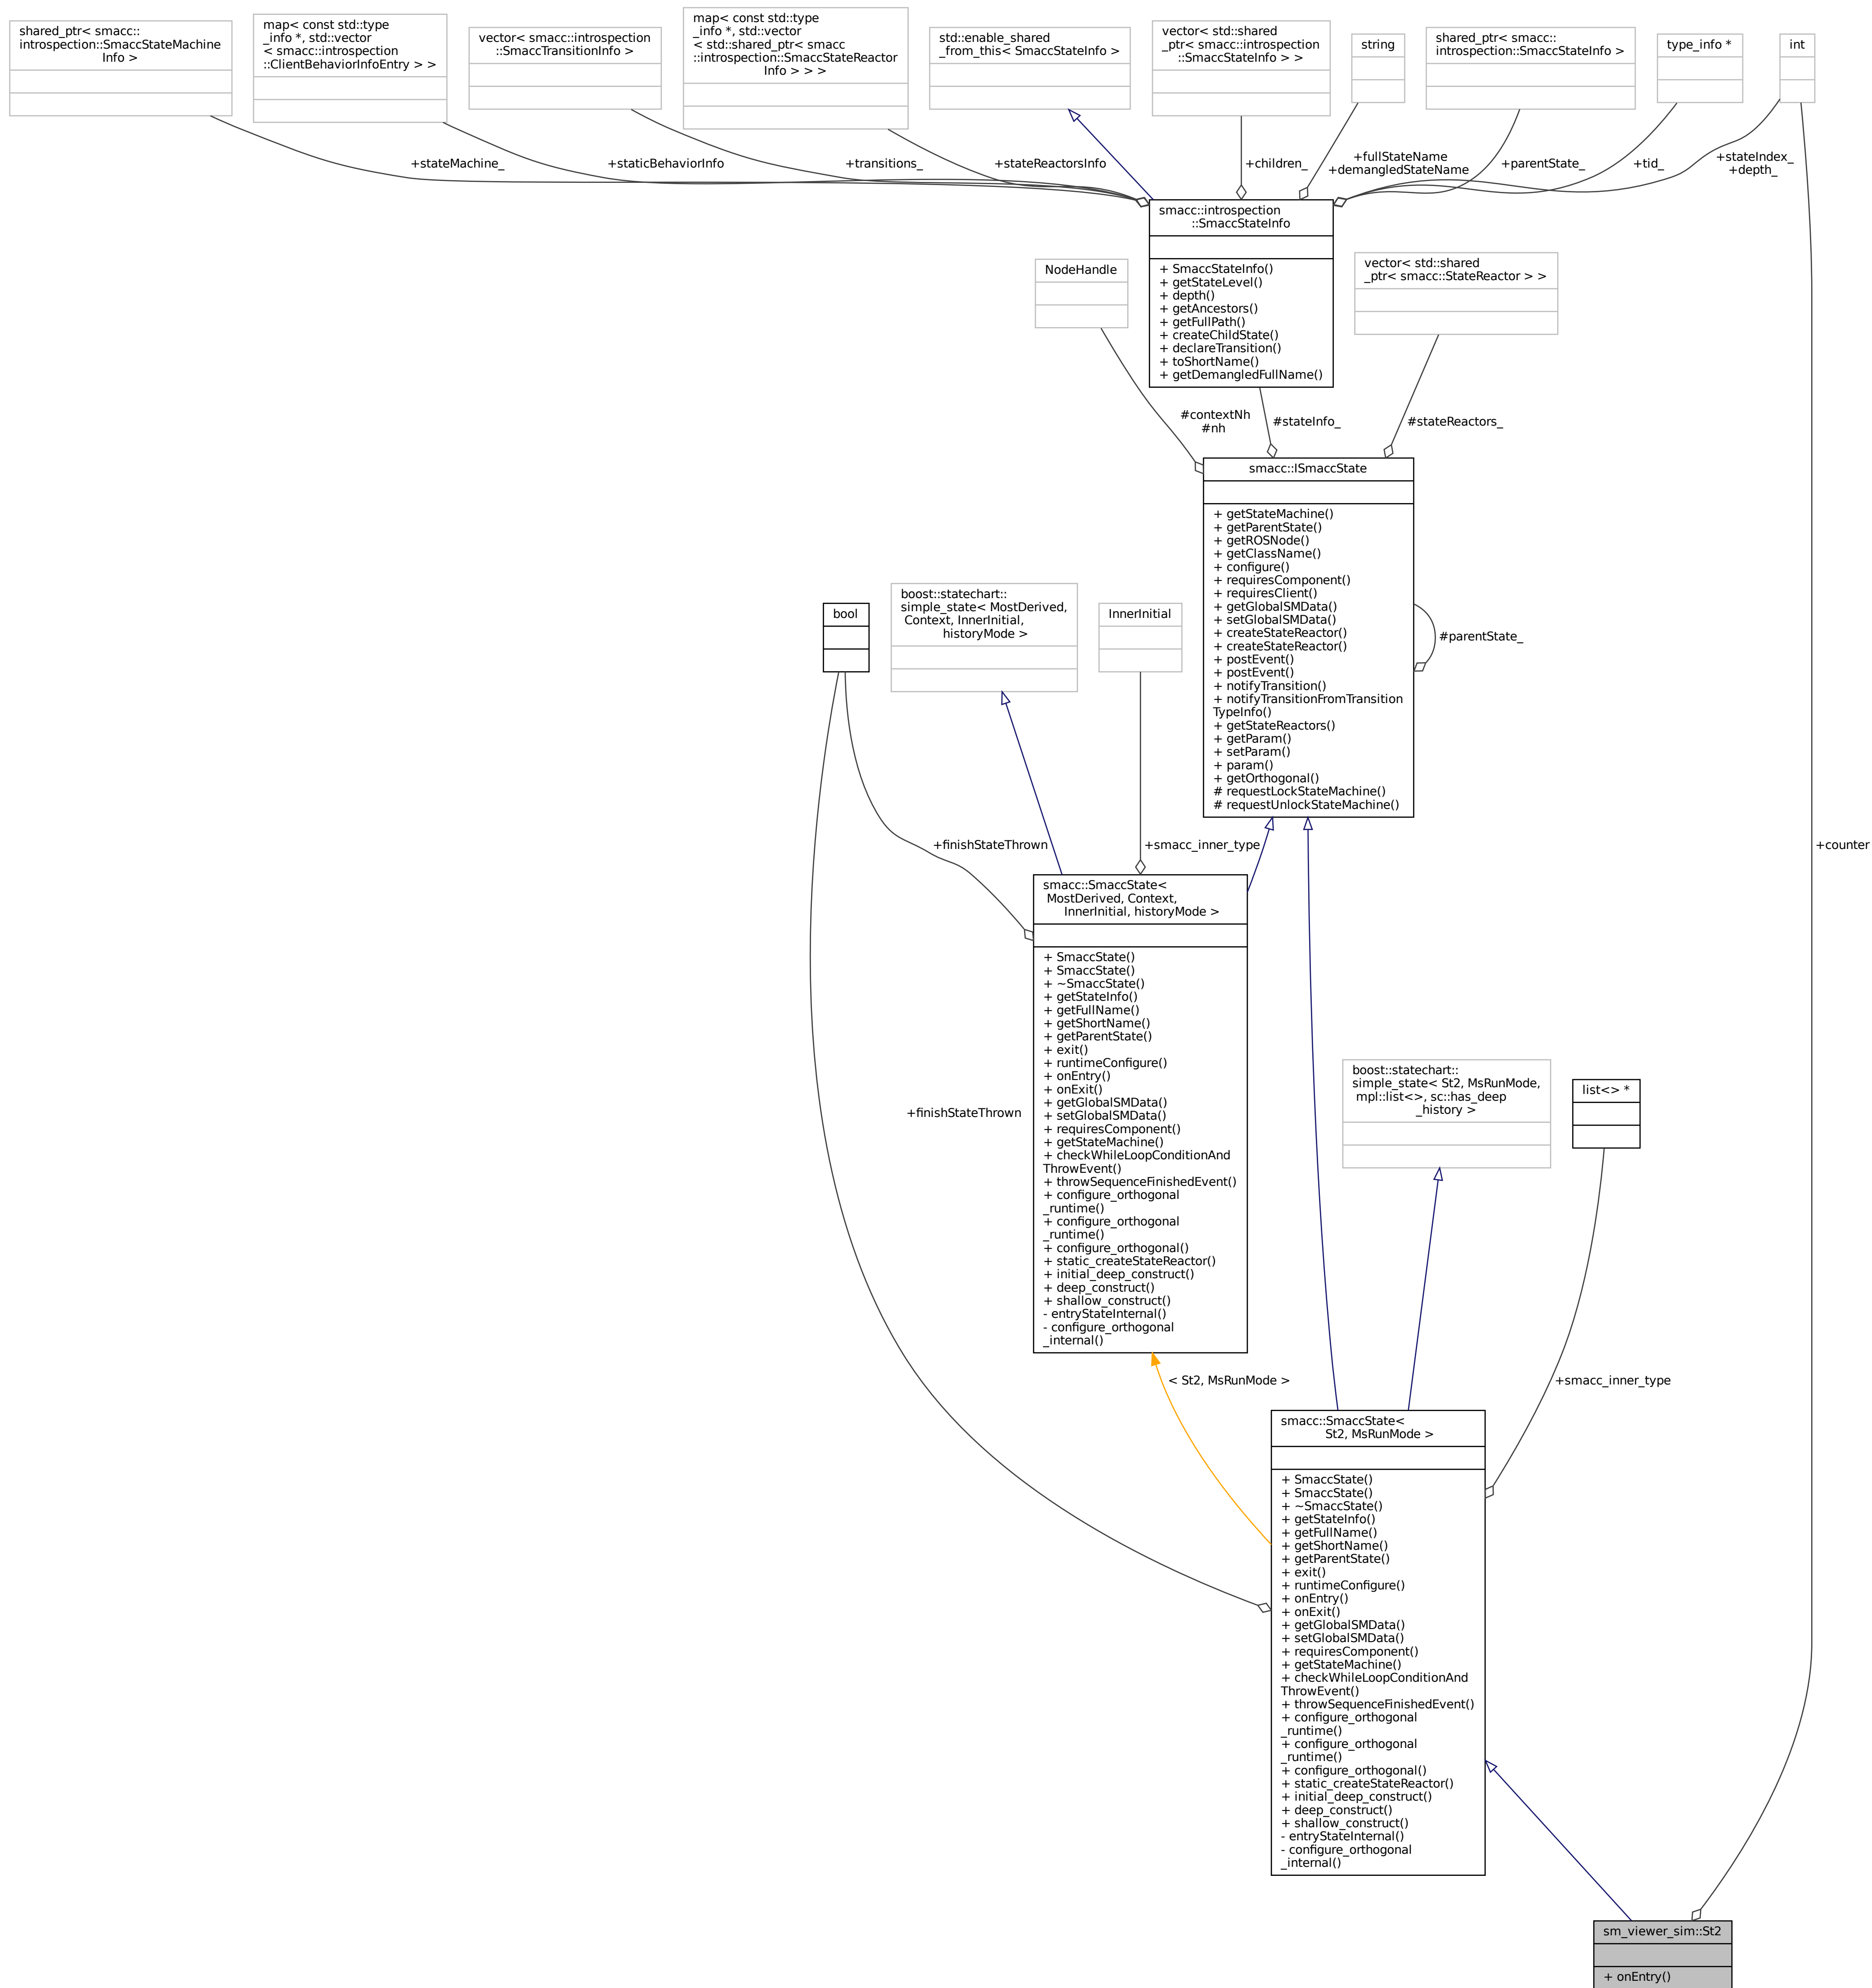 shared_ptr< smacc::
introspection::SmaccStateMachine
Info >
map< const std::type
_info *, std::vector
< smacc::introspection
::ClientBehaviorInfoEntry > >
vector< smacc::introspection
::SmaccTransitionInfo >
map< const std::type
_info *, std::vector
< std::shared_ptr< smacc
::introspection::SmaccStateReactor
Info > > >
std::enable_shared
_from_this< SmaccStateInfo >
vector< std::shared
_ptr< smacc::introspection
::SmaccStateInfo > >
string
shared_ptr< smacc::
introspection::SmaccStateInfo >
type_info *
int
+stateMachine_
+staticBehaviorInfo
+transitions_
+stateReactorsInfo
+children_
+fullStateName
+demangledStateName
+parentState_
+tid_
+stateIndex_
+depth_
smacc::introspection
::SmaccStateInfo
+ SmaccStateInfo()
+ getStateLevel()
+ depth()
+ getAncestors()
+ getFullPath()
+ createChildState()
+ declareTransition()
+ toShortName()
+ getDemangledFullName()
NodeHandle
vector< std::shared
_ptr< smacc::StateReactor > >
#contextNh
#nh
#stateInfo_
#stateReactors_
smacc::ISmaccState
+ getStateMachine()
+ getParentState()
+ getROSNode()
+ getClassName()
+ configure()
+ requiresComponent()
+ requiresClient()
+ getGlobalSMData()
+ setGlobalSMData()
+ createStateReactor()
+ createStateReactor()
+ postEvent()
+ postEvent()
+ notifyTransition()
+ notifyTransitionFromTransition
TypeInfo()
+ getStateReactors()
+ getParam()
+ setParam()
+ param()
+ getOrthogonal()
# requestLockStateMachine()
# requestUnlockStateMachine()
#parentState_
bool
boost::statechart::
simple_state< MostDerived,
Context, InnerInitial,
historyMode >
InnerInitial
+finishStateThrown
+smacc_inner_type
+counter
smacc::SmaccState<
MostDerived, Context,
InnerInitial, historyMode >
+ SmaccState()
+ SmaccState()
+ ~SmaccState()
+ getStateInfo()
+ getFullName()
+ getShortName()
+ getParentState()
+ exit()
+ runtimeConfigure()
+ onEntry()
+ onExit()
+ getGlobalSMData()
+ setGlobalSMData()
+ requiresComponent()
+ getStateMachine()
+ checkWhileLoopConditionAnd
ThrowEvent()
+ throwSequenceFinishedEvent()
+ configure_orthogonal
_runtime()
+ configure_orthogonal
_runtime()
+ configure_orthogonal()
+ static_createStateReactor()
+ initial_deep_construct()
+ deep_construct()
+ shallow_construct()
- entryStateInternal()
- configure_orthogonal
_internal()
+finishStateThrown
boost::statechart::
simple_state< St2, MsRunMode,
mpl::list<>, sc::has_deep
_history >
list<> *
< St2, MsRunMode >
+smacc_inner_type
smacc::SmaccState<
St2, MsRunMode >
+ SmaccState()
+ SmaccState()
+ ~SmaccState()
+ getStateInfo()
+ getFullName()
+ getShortName()
+ getParentState()
+ exit()
+ runtimeConfigure()
+ onEntry()
+ onExit()
+ getGlobalSMData()
+ setGlobalSMData()
+ requiresComponent()
+ getStateMachine()
+ checkWhileLoopConditionAnd
ThrowEvent()
+ throwSequenceFinishedEvent()
+ configure_orthogonal
_runtime()
+ configure_orthogonal
_runtime()
+ configure_orthogonal()
+ static_createStateReactor()
+ initial_deep_construct()
+ deep_construct()
+ shallow_construct()
- entryStateInternal()
- configure_orthogonal
_internal()
sm_viewer_sim::St2
+ onEntry()